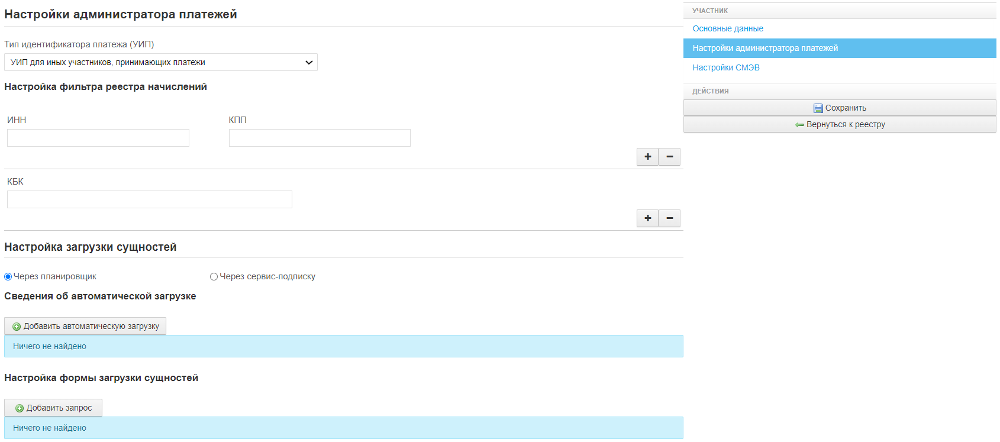 Настройки администратора платежей
Тип идентификатора платежа (УИП)
УИП для иных участников, принимающих платежи
Настройка фильтра реестра начислений
ИНН
КПП
+ −
КБК
+ −
Настройка загрузки сущностей
Через планировщик
Через сервис-подписку
Сведения об автоматической загрузке
Добавить автоматическую загрузку
Ничего не найдено
Настройка формы загрузки сущностей
Добавить запрос
Ничего не найдено
УЧАСТНИК
Основные данные
Настройки администратора платежей
Настройки СМЭВ
ДЕЙСТВИЯ
Сохранить
Вернуться к реестру